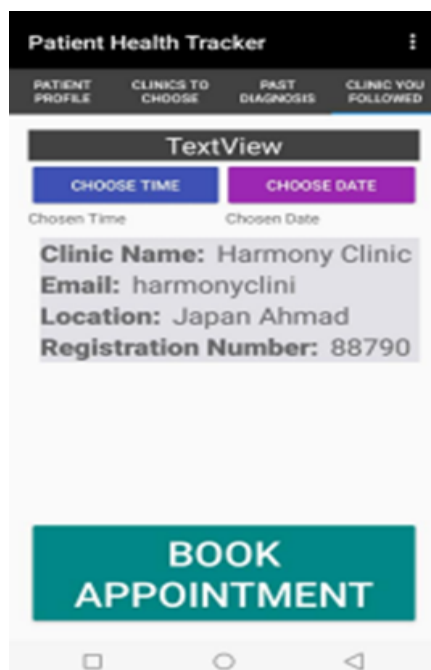 Patient Health Tracker
PATIENT PROFILE
CLINICS TO CHOOSE
PAST DIAGNOSIS
CLINIC YOU FOLLOWED
TextView
CHOOSE TIME
CHOOSE DATE
Chosen Time
Chosen Date
Clinic Name: Harmony Clinic
Email: harmonyclini
Location: Japan Ahmad
Registration Number: 88790
BOOK
APPOINTMENT